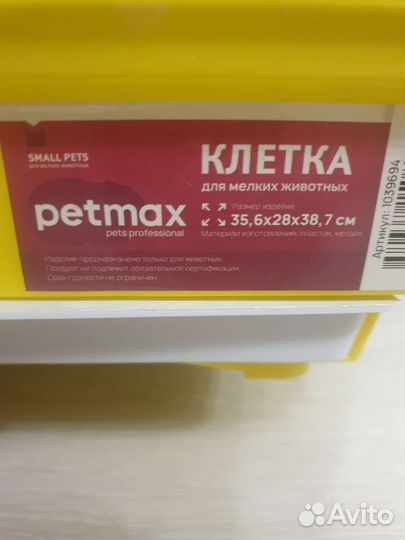 SMALL PETS
для мелких животных
КЛЕТКА
для мелких животных
petmax
pets professional
Размер изделия:
35,6x28x38,7 см
Материал изготовления: пластик, металл
Изделие предназначено только для животных.
Продукт не подлежит обязательной сертификации.
Срок годности не ограничен
Артикул: 1039694
Avito